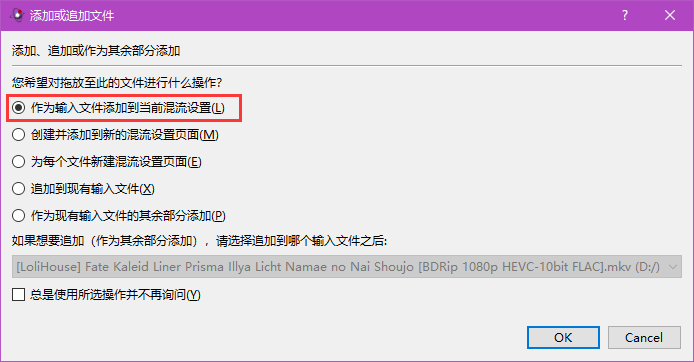 添加或追加文件
添加、追加或作为其余部分添加
您希望对拖放至此的文件进行什么操作?
作为输入文件添加到当前混流设置(L)
创建并添加到新的混流设置页面(M)
为每个文件新建混流设置页面(E)
追加到现有输入文件(X)
作为现有输入文件的其余部分添加(P)
如果想要追加（作为其余部分添加），请选择追加到哪个输入文件之后:
[LoliHouse] Fate Kaleid Liner Prisma Illya Licht Namae no Nai Shoujo [BDRip 1080p HEVC-10bit FLAC].mkv (D:/)
总是使用所选操作并不再询问(Y)
OK Cancel